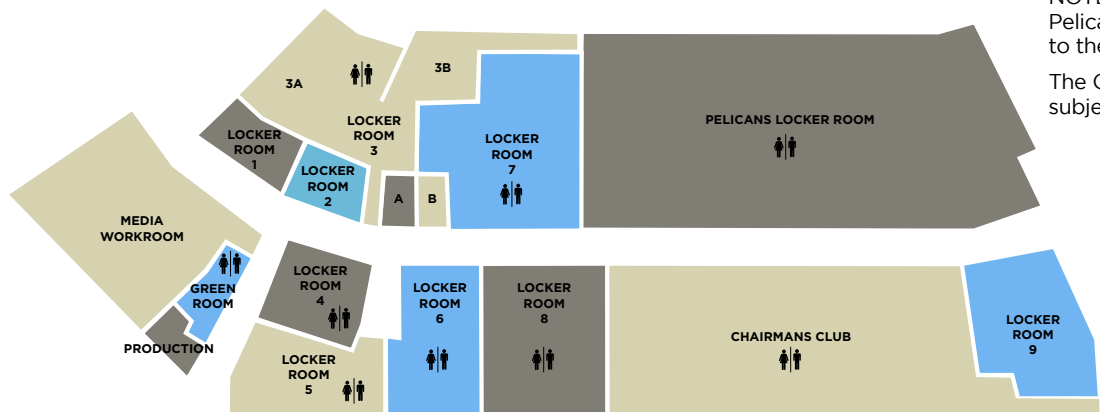 NOTE
Pelica
to the
The C
subje
3A
3B
LOCKER
ROOM
1
LOCKER
ROOM
2
LOCKER
ROOM
3
A
B
LOCKER
ROOM
7
PELICANS LOCKER ROOM
MEDIA
WORKROOM
GREEN
ROOM
PRODUCTION
LOCKER
ROOM
4
LOCKER
ROOM
5
LOCKER
ROOM
6
LOCKER
ROOM
8
CHAIRMANS CLUB
LOCKER
ROOM
9